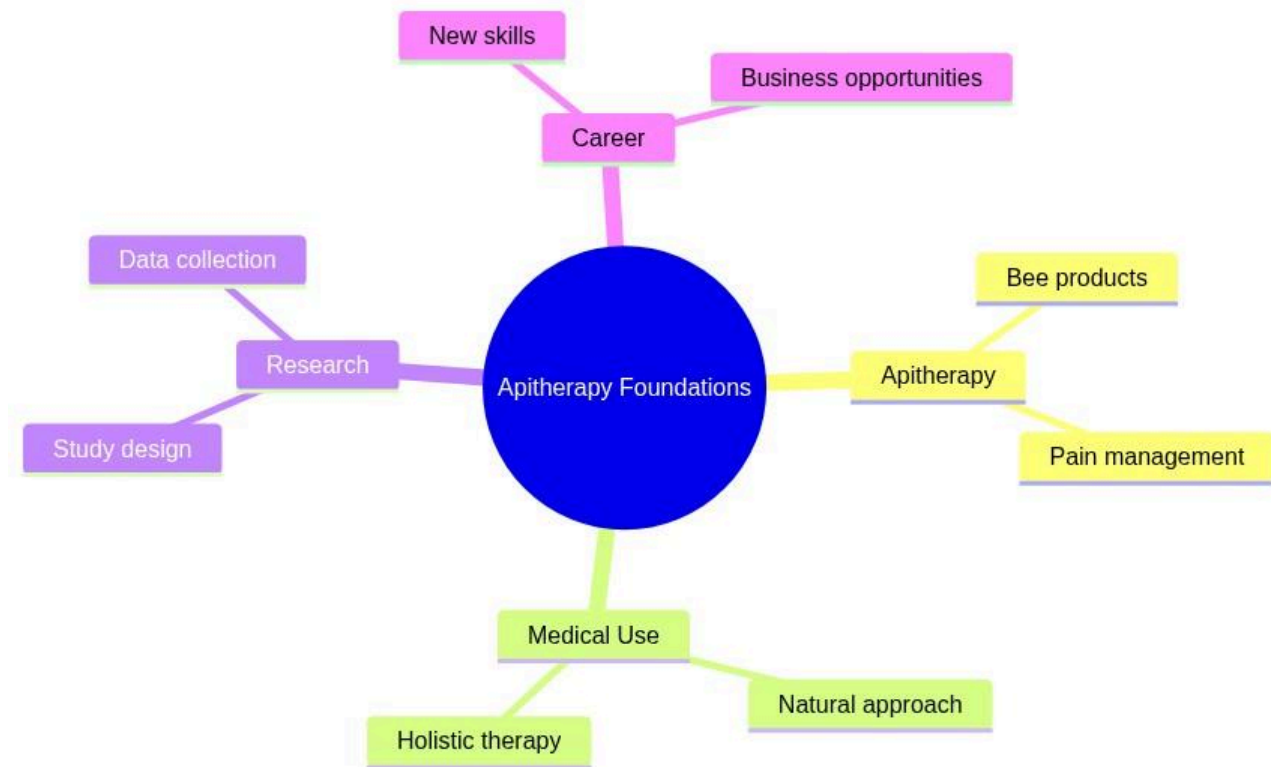 New skills
Business opportunities
Career
Data collection
Bee products
Research
Apitherapy Foundations
Apitherapy
Study design
Pain management
Medical Use
Natural approach
Holistic therapy